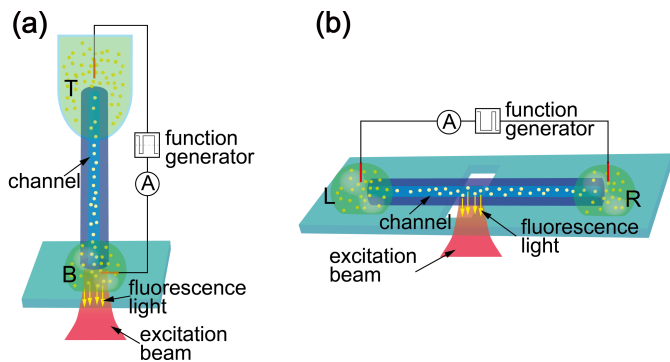 (a)
T
function
generator
A
channel
B
fluorescence
light
excitation
beam
(b)
A
function
generator
L
R
channel
fluorescence
light
excitation
beam